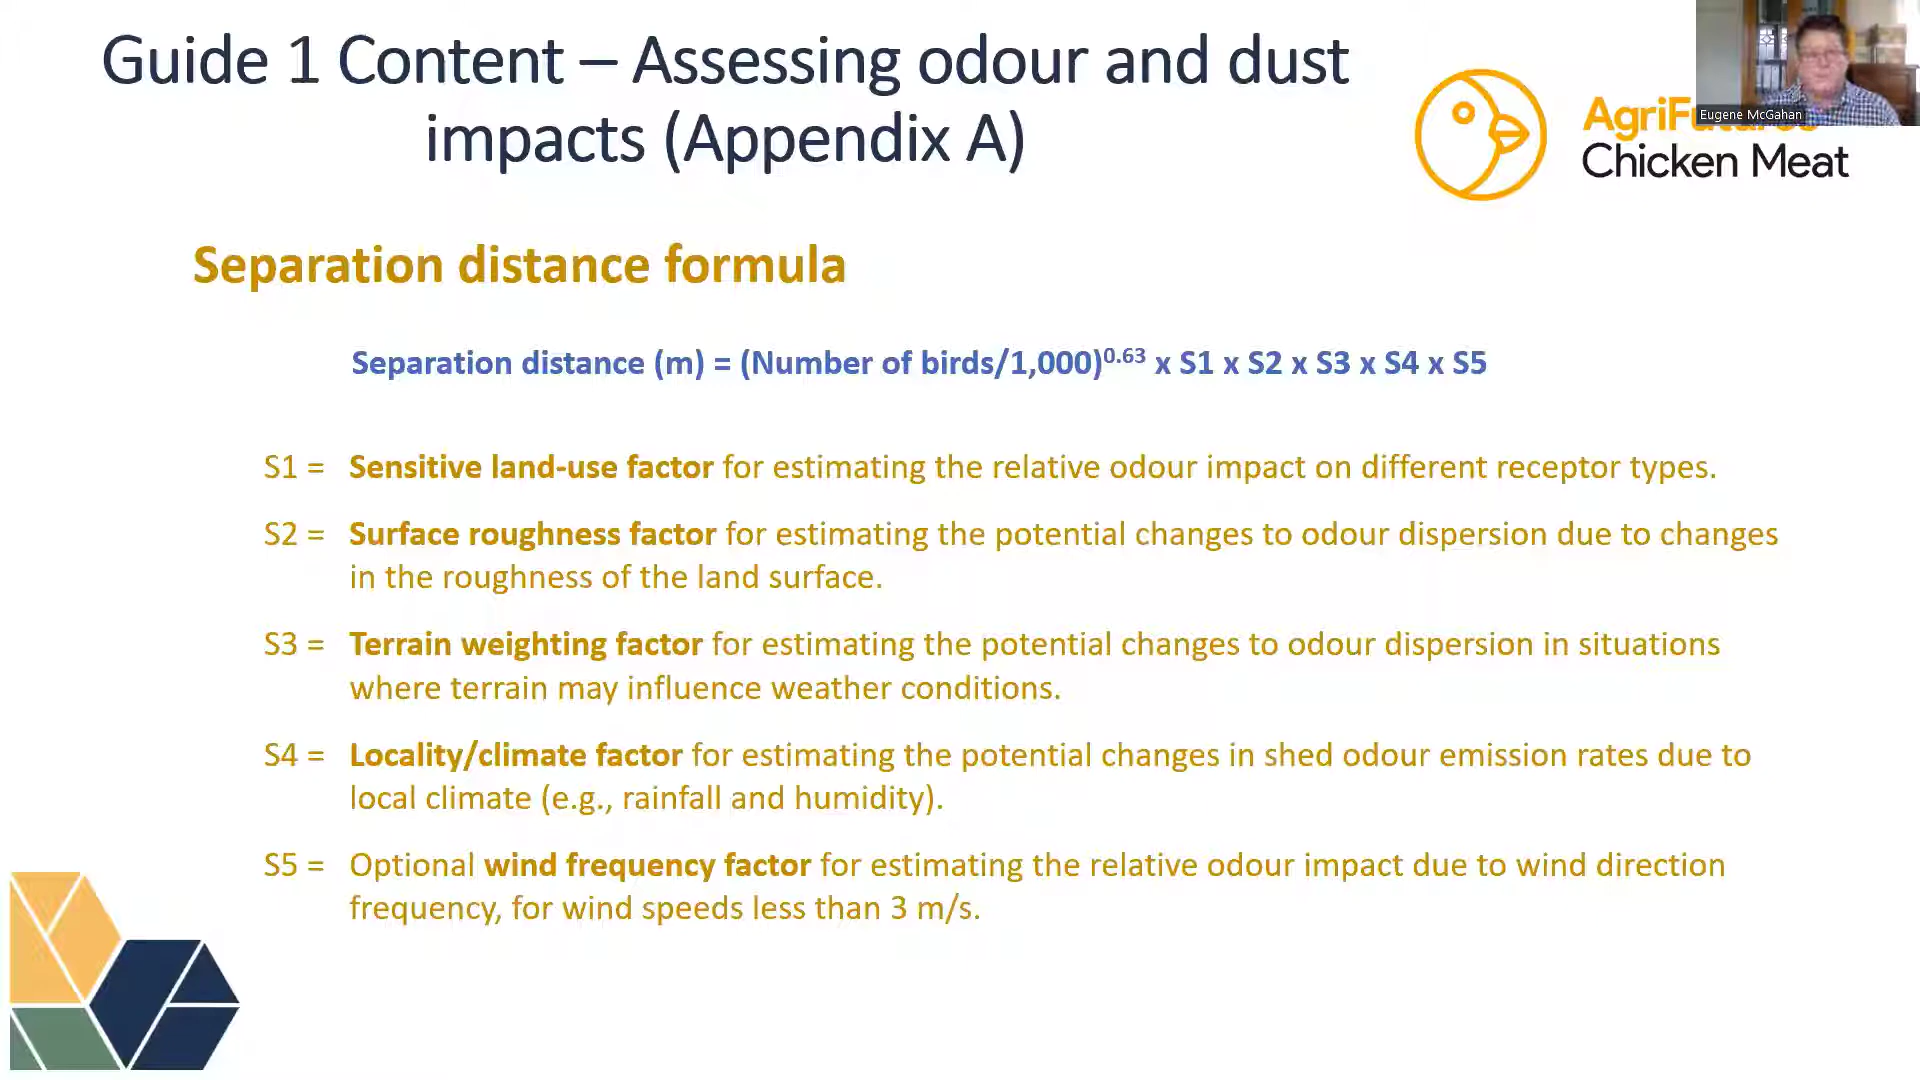 Guide 1 Content – Assessing odour and dust
impacts (Appendix A)
Eugene McGahan
Chicken Meat
Separation distance formula
Separation distance (m) = (Number of birds/1,000)^0.63 x S1 x S2 x S3 x S4 x S5
S1 = Sensitive land-use factor for estimating the relative odour impact on different receptor types.
S2 = Surface roughness factor for estimating the potential changes to odour dispersion due to changes
in the roughness of the land surface.
S3 = Terrain weighting factor for estimating the potential changes to odour dispersion in situations
where terrain may influence weather conditions.
S4 = Locality/climate factor for estimating the potential changes in shed odour emission rates due to
local climate (e.g., rainfall and humidity).
S5 = Optional wind frequency factor for estimating the relative odour impact due to wind direction
frequency, for wind speeds less than 3 m/s.